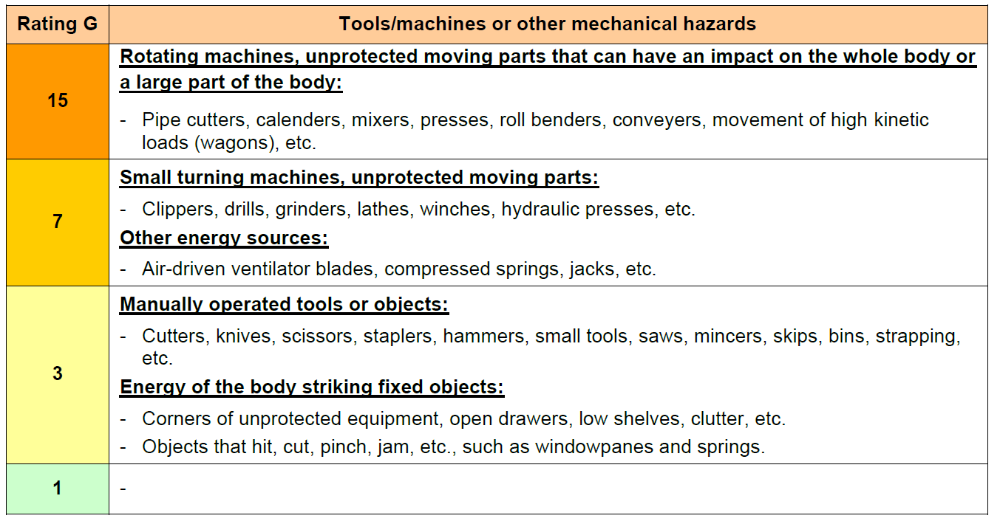 Rating G
Tools/machines or other mechanical hazards
15
Rotating machines, unprotected moving parts that can have an impact on the whole body or
a large part of the body:
- Pipe cutters, calenders, mixers, presses, roll benders, conveyers, movement of high kinetic
loads (wagons), etc.
7
Small turning machines, unprotected moving parts:
- Clippers, drills, grinders, lathes, winches, hydraulic presses, etc.
Other energy sources:
- Air-driven ventilator blades, compressed springs, jacks, etc.
3
Manually operated tools or objects:
- Cutters, knives, scissors, staplers, hammers, small tools, saws, mincers, skips, bins, strapping,
etc.
Energy of the body striking fixed objects:
- Corners of unprotected equipment, open drawers, low shelves, clutter, etc.
- Objects that hit, cut, pinch, jam, etc., such as windowpanes and springs.
1
-